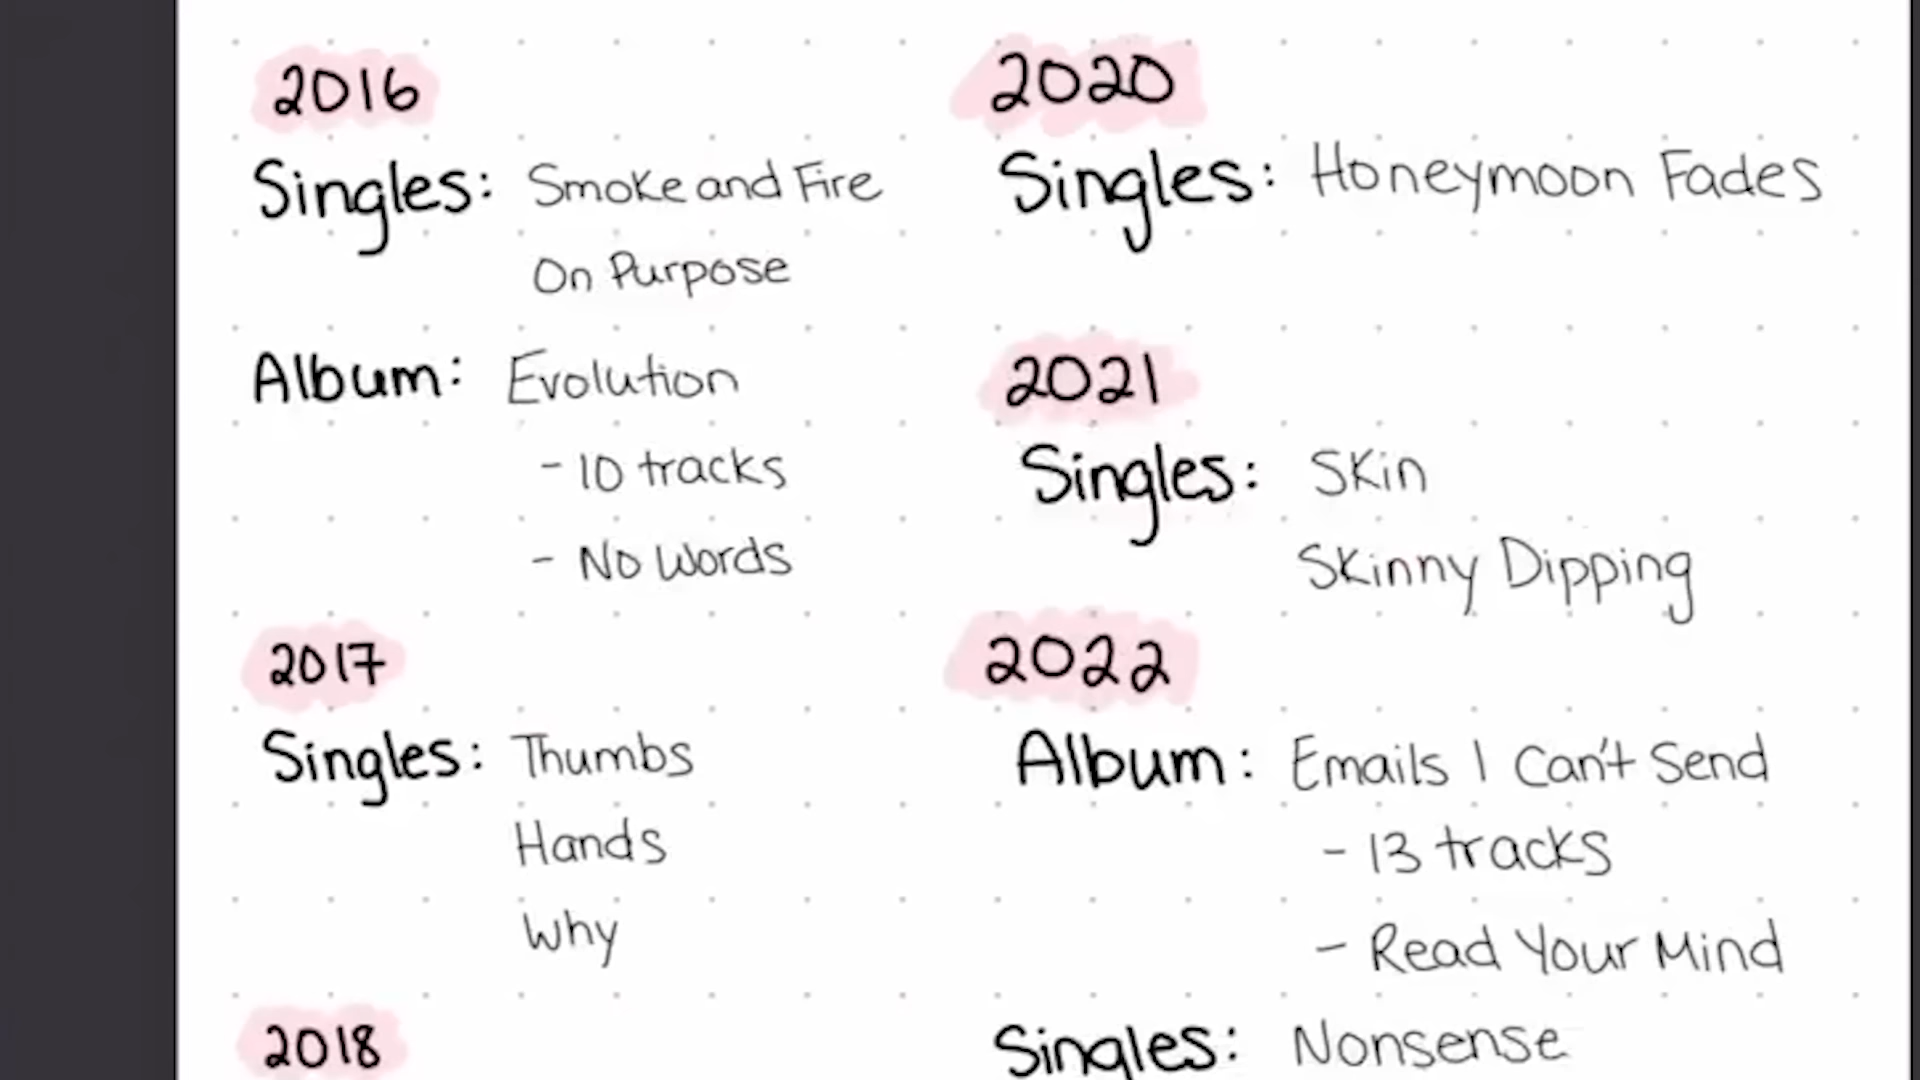 2016
Singles: Smoke and Fire
On Purpose
Album: Evolution
- 10 tracks
- No Words
2017
Singles: Thumbs
Hands
Why
2018
2020
Singles: Honeymoon Fades
2021
Singles: Skin
Skinny Dipping
2022
Album: Emails I Can't Send
- 13 tracks
- Read Your Mind
Singles: Nonsense